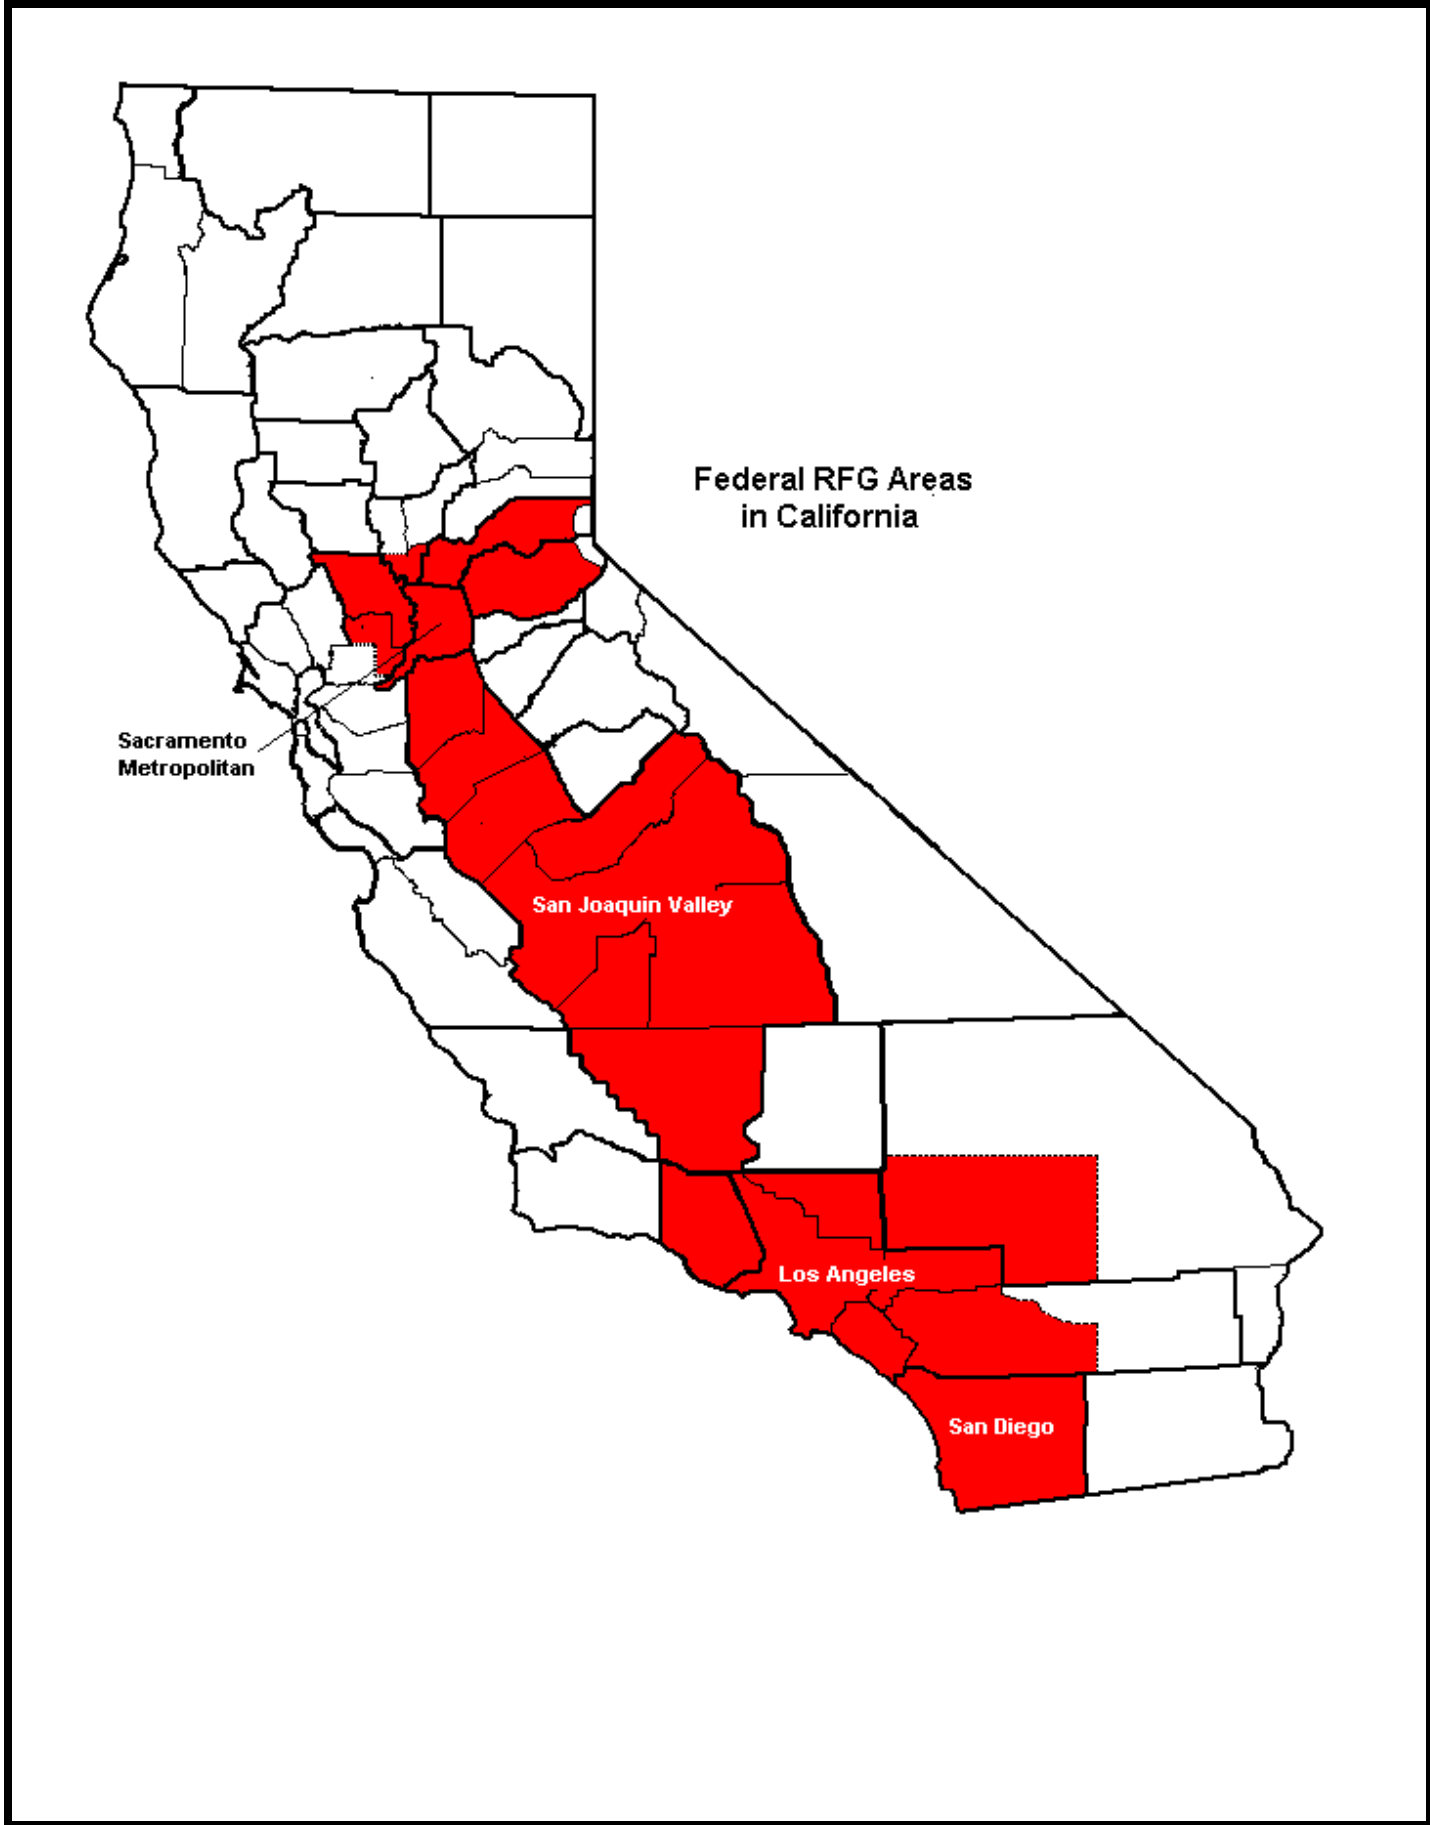 Federal RFG Areas
in California
Sacramento
Metropolitan
San Joaquin Valley
Los Angeles
San Diego